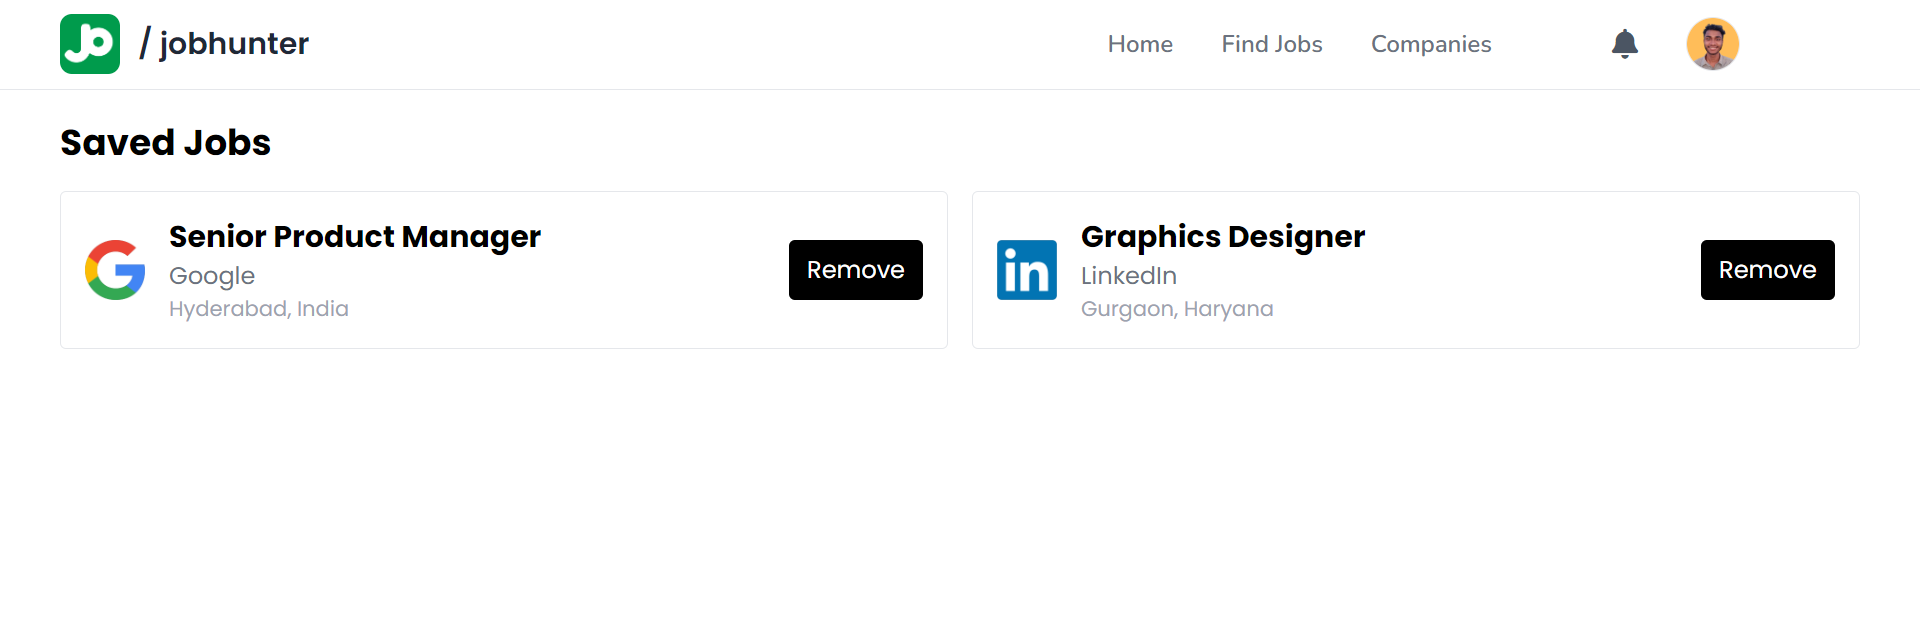 jo / jobhunter
Home Find Jobs Companies
Saved Jobs
Senior Product Manager
Google
Hyderabad, India
Remove
Graphics Designer
LinkedIn
Gurgaon, Haryana
Remove
G
in